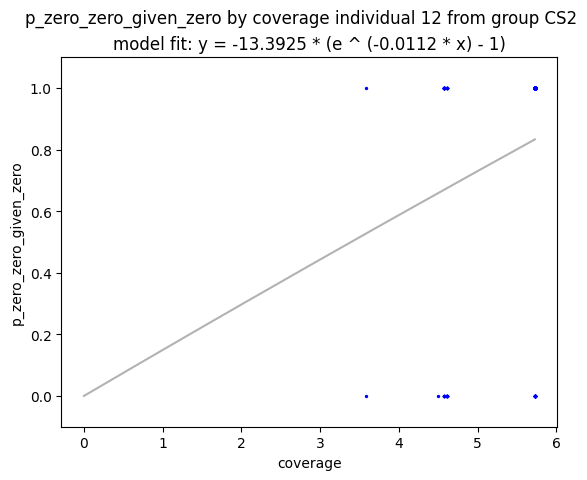 p_zero_zero_given_zero by coverage individual 12 from group CS2
model fit: y = -13.3925 * (e ^ (-0.0112 * x) - 1)
p_zero_zero_given_zero
1.0
0.8
0.6
0.4
0.2
0.0
0 1 2 3 4 5 6
coverage